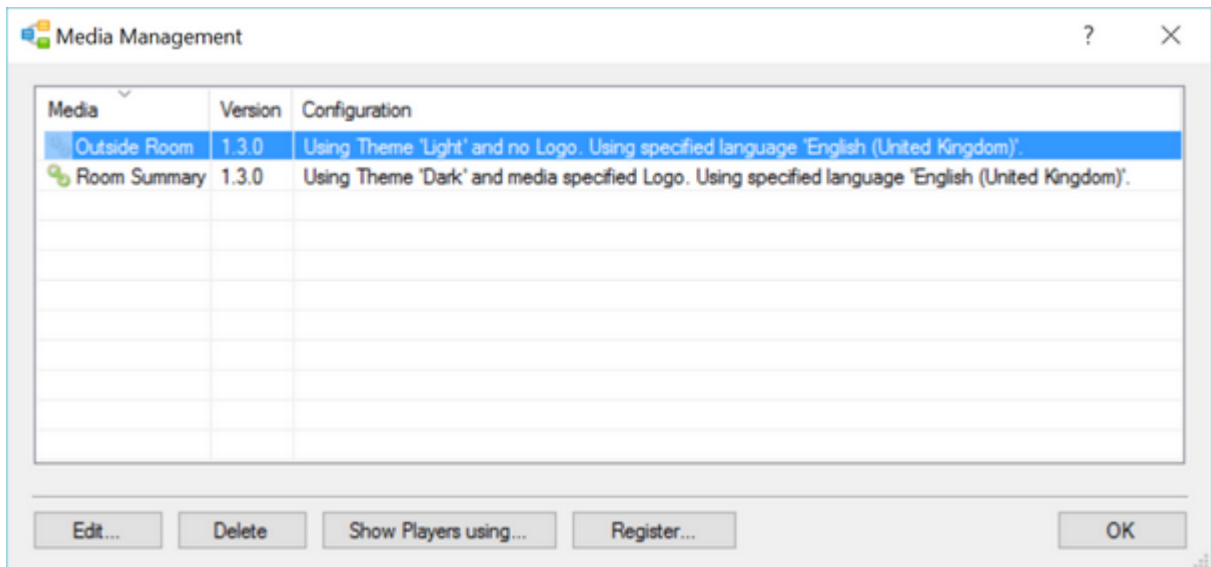 Media Management
?
Media Version Configuration
Outside Room 1.3.0 Using Theme 'Light' and no Logo. Using specified language 'English (United Kingdom)'.
Room Summary 1.3.0 Using Theme 'Dark' and media specified Logo. Using specified language 'English (United Kingdom)'.
Edit... Delete Show Players using... Register... OK